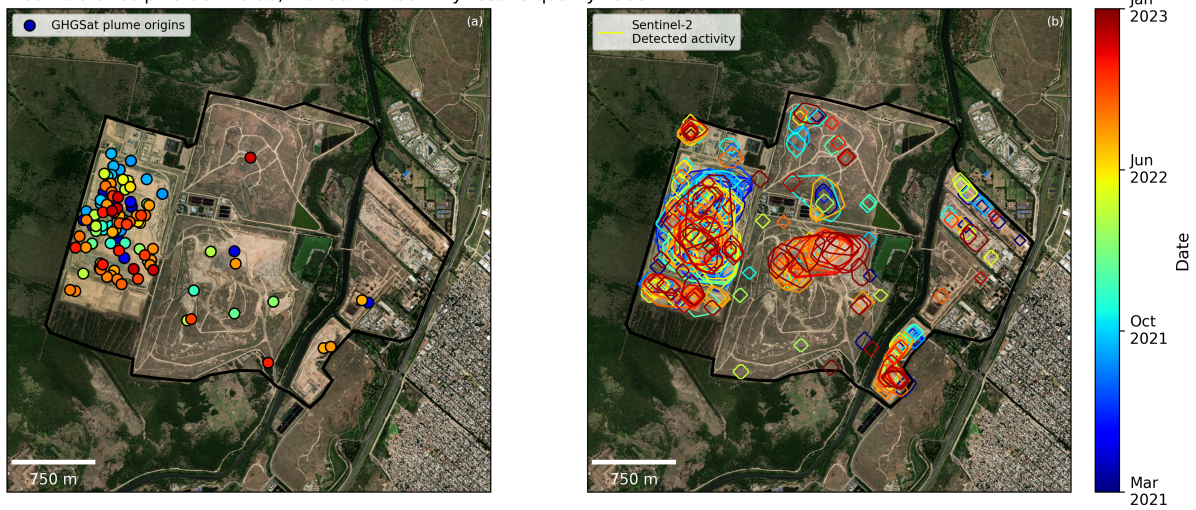 (a)
GHGSat plume origins
750 m
(b)
Sentinel-2
Detected activity
750 m
Jan
2023
Jun
2022
Oct
2021
Mar
2021
Date